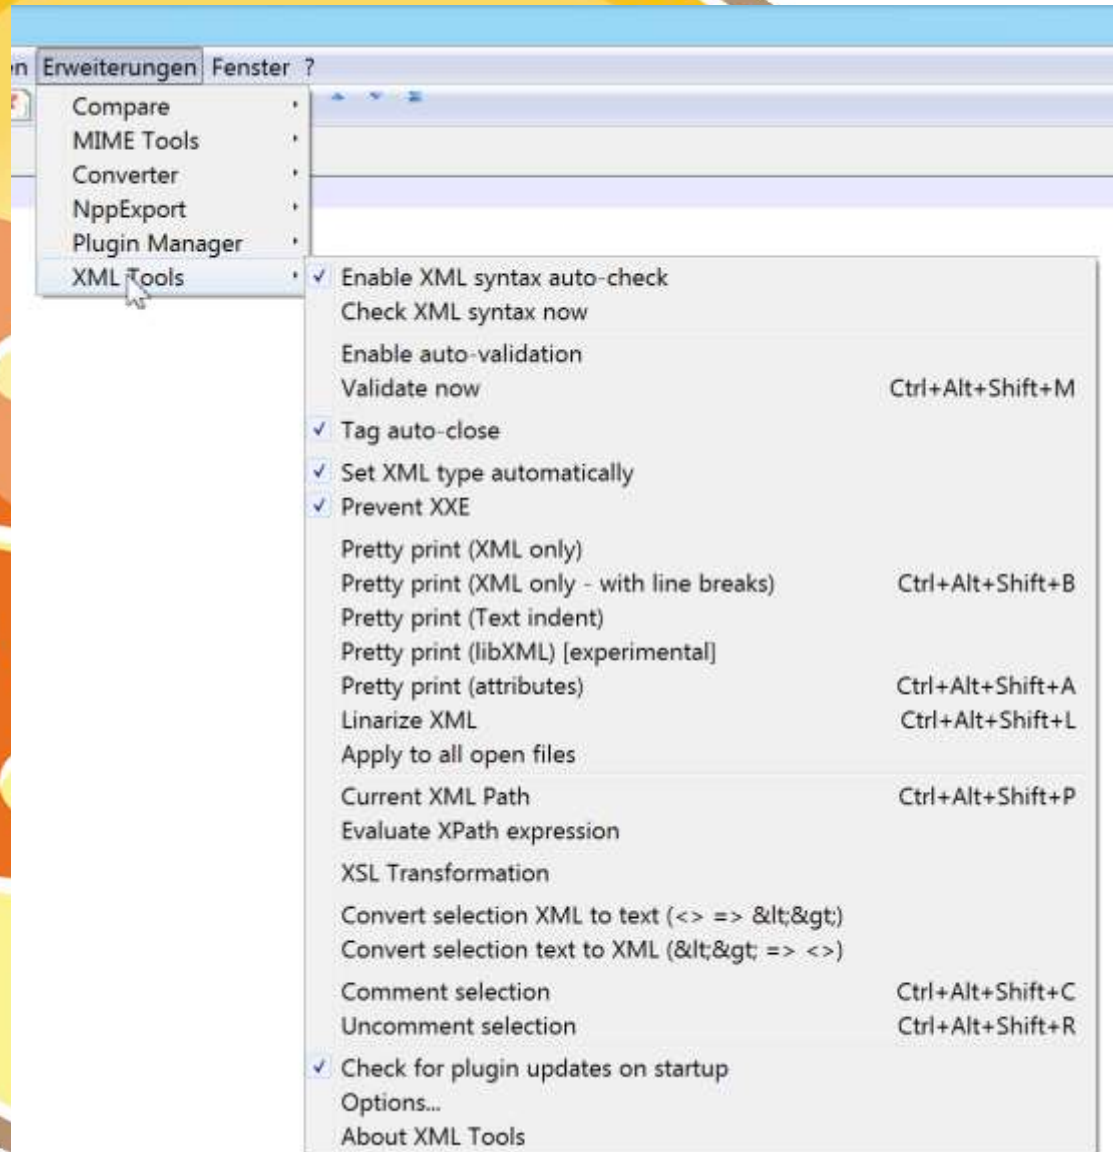 en Erweiterungen Fenster ?
Compare
MIME Tools
Converter
NppExport
Plugin Manager
XML Tools
Enable XML syntax auto-check
Check XML syntax now
Enable auto-validation
Validate now Ctrl+Alt+Shift+M
Tag auto-close
Set XML type automatically
Prevent XXE
Pretty print (XML only)
Pretty print (XML only - with line breaks) Ctrl+Alt+Shift+B
Pretty print (Text indent)
Pretty print (libXML) [experimental]
Pretty print (attributes) Ctrl+Alt+Shift+A
Linarize XML Ctrl+Alt+Shift+L
Apply to all open files
Current XML Path Ctrl+Alt+Shift+P
Evaluate XPath expression
XSL Transformation
Convert selection XML to text (<> => &lt;&gt;)
Convert selection text to XML (&lt;&gt; => <>)
Comment selection Ctrl+Alt+Shift+C
Uncomment selection Ctrl+Alt+Shift+R
Check for plugin updates on startup
Options...
About XML Tools